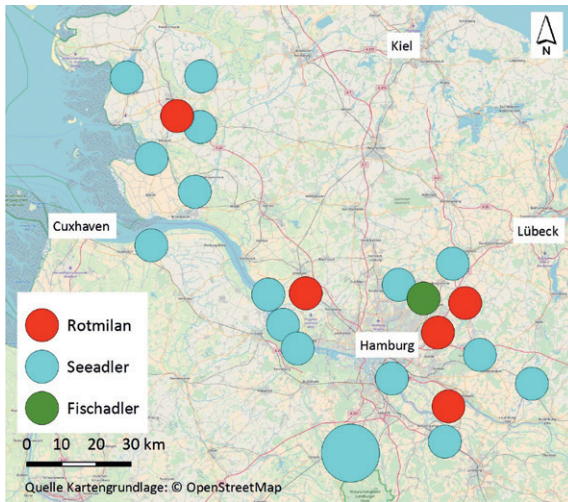 Kiel
N
Cuxhaven
Lübeck
Hamburg
Rotmilan
Seeadler
Fischadler
0 10 20 30 km
Quelle Kartengrundlage: © OpenStreetMap